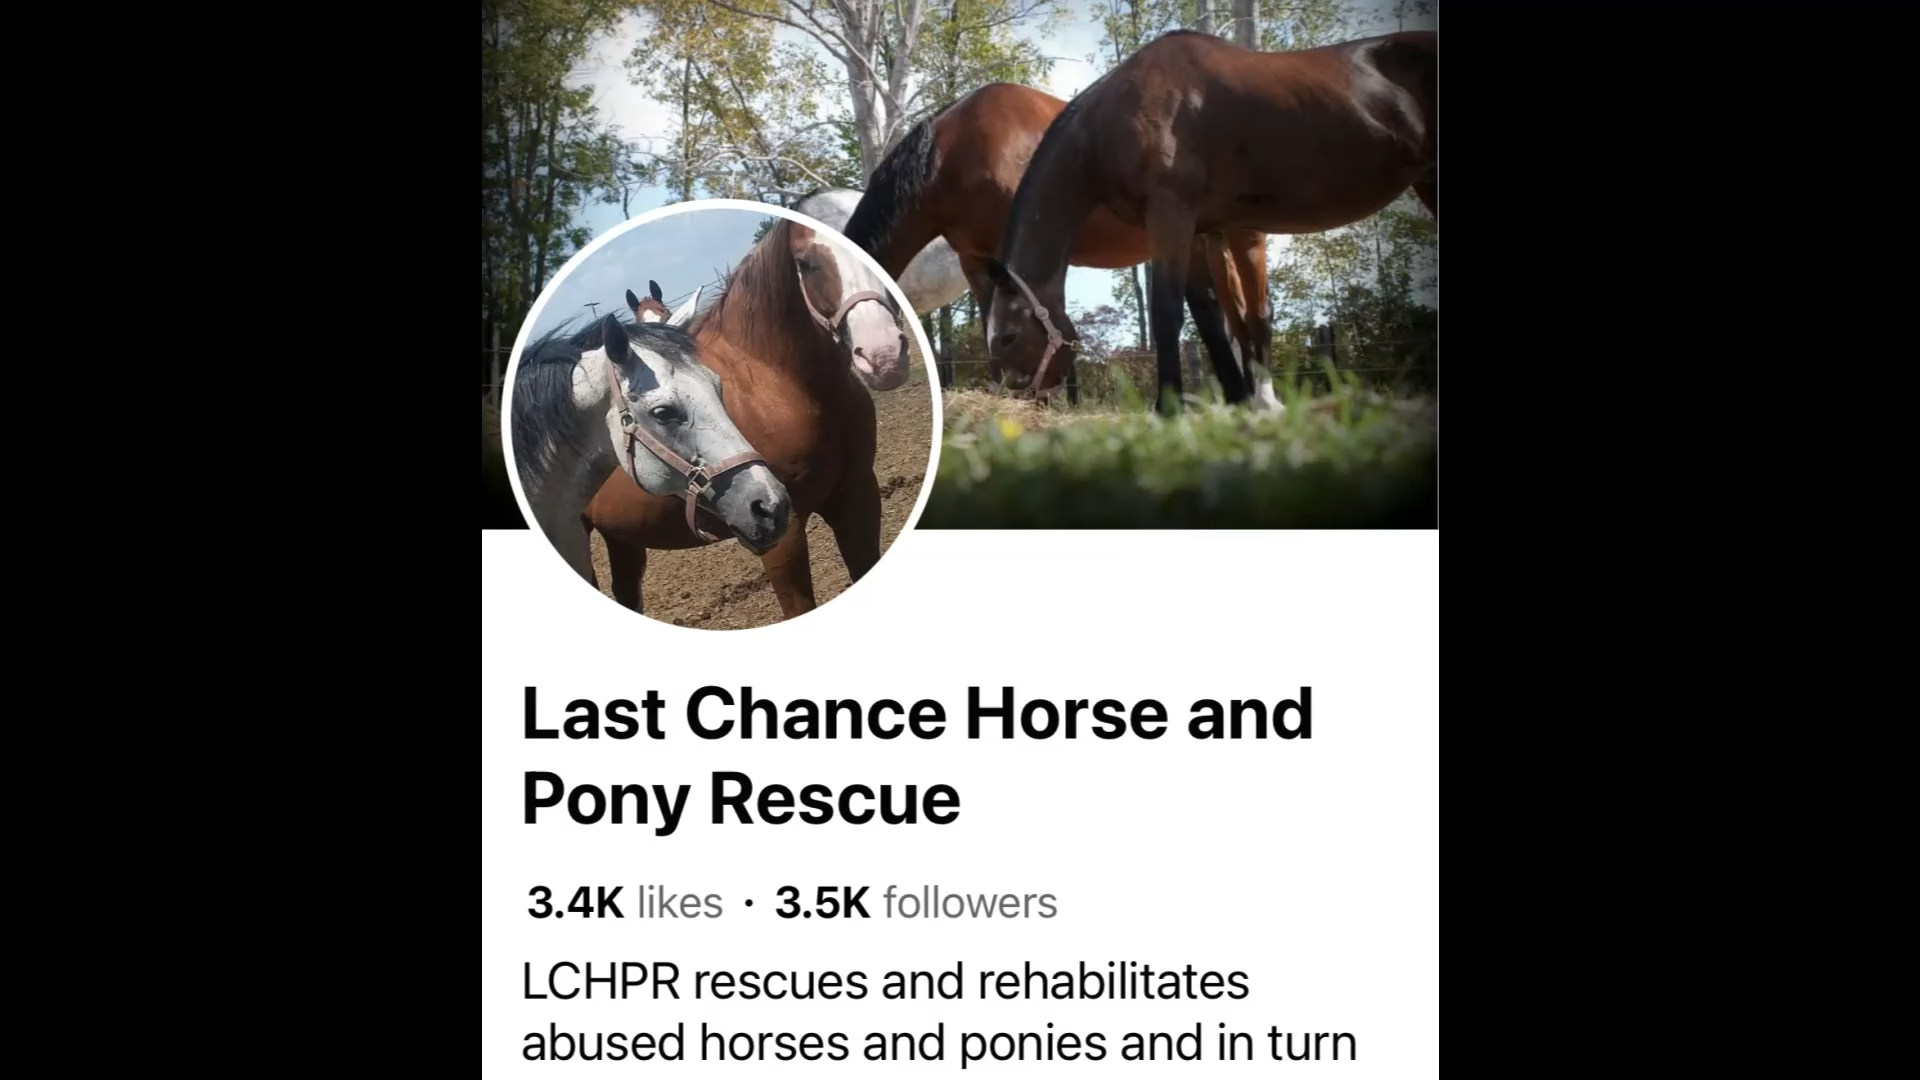 Last Chance Horse and
Pony Rescue
3.4K likes · 3.5K followers
LCHPR rescues and rehabilitates
abused horses and ponies and in turn